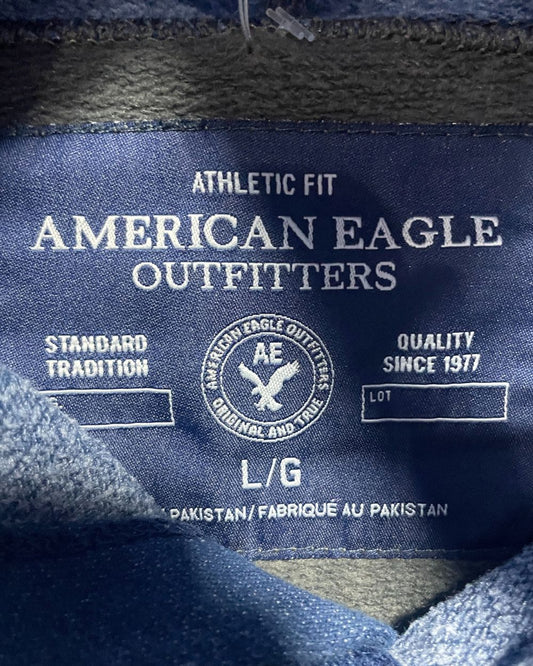 ATHLETIC FIT
AMERICAN EAGLE
OUTFITTERS
STANDARD
TRADITION
AMERICAN EAGLE OUTFITTERS
AE
ORIGINAL AND TRUE
QUALITY
SINCE 1977
LOT
L/G
PAKISTAN/FABRIQUÉ AU PAKISTAN